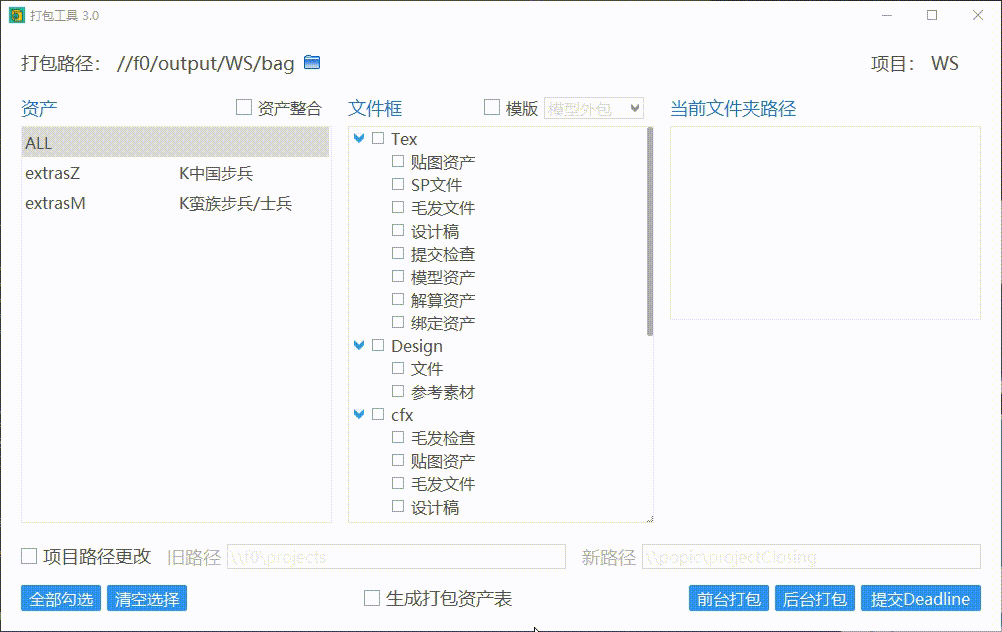 打包工具 3.0
打包路径： //f0/output/WS/bag 项目： WS
资产 资产整合 文件框 模版 模型外包 当前文件夹路径
ALL
extrasZ K中国步兵
extrasM K蛮族步兵/士兵
Tex
贴图资产
SP文件
毛发文件
设计稿
提交检查
模型资产
解算资产
绑定资产
Design
文件
参考素材
cfx
毛发检查
贴图资产
毛发文件
设计稿
项目路径更改 旧路径 \\f0\projects 新路径 \\popic\projectClosing
全部勾选 清空选择 生成打包资产表 前台打包 后台打包 提交Deadline